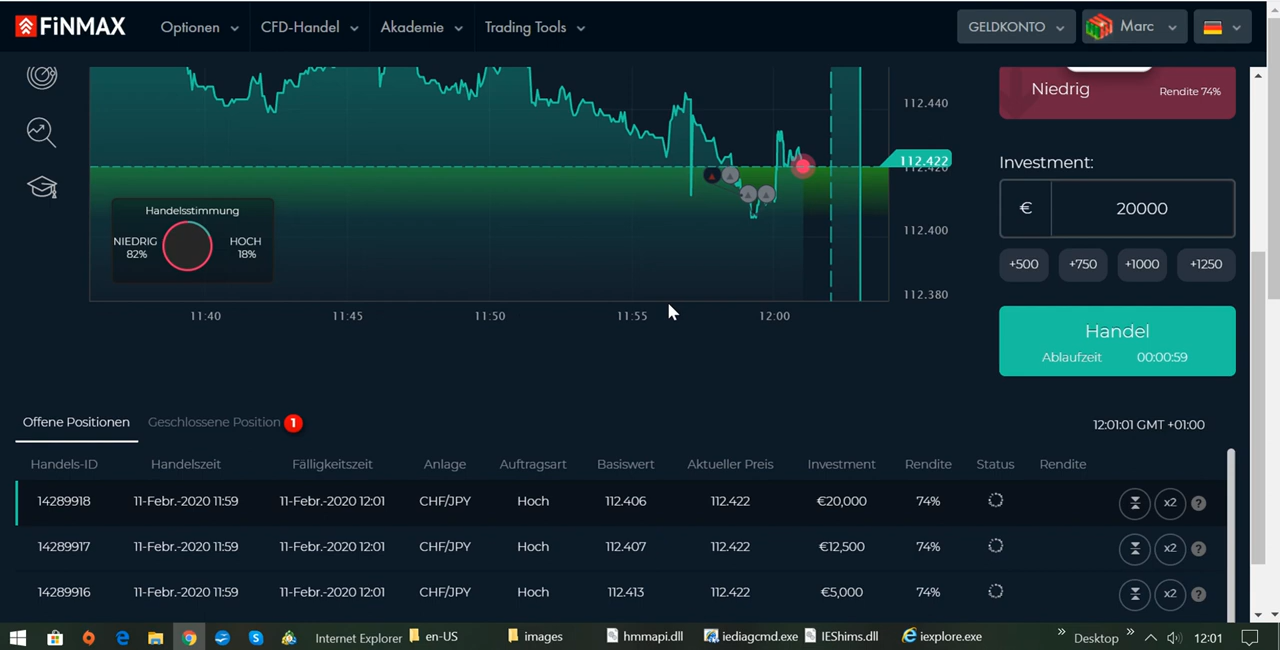 FiNMAX Optionen CFD-Handel Akademie Trading Tools GELDKONTO Marc
Niedrig Rendite 74%
112.440
112.422
112.420
112.400
112.380
Handelsstimmung
NIEDRIG 82% HOCH 18%
11:40 11:45 11:50 11:55 12:00
Investment:
€ 20000
+500 +750 +1000 +1250
Handel
Ablaufzeit 00:00:59
Offene Positionen Geschlossene Position 1 12:01:01 GMT +01:00
Handels-ID Handelszeit Fälligkeitszeit Anlage Auftragsart Basiswert Aktueller Preis Investment Rendite Status Rendite
14289918 11-Febr.-2020 11:59 11-Febr.-2020 12:01 CHF/JPY Hoch 112.406 112.422 €20,000 74% x2 ?
14289917 11-Febr.-2020 11:59 11-Febr.-2020 12:01 CHF/JPY Hoch 112.407 112.422 €12,500 74% x2 ?
14289916 11-Febr.-2020 11:59 11-Febr.-2020 12:01 CHF/JPY Hoch 112.413 112.422 €5,000 74% x2 ?
Internet Explorer en-US images hmmapi.dll iediagcmd.exe IEShims.dll iexplore.exe » Desktop » 12:01